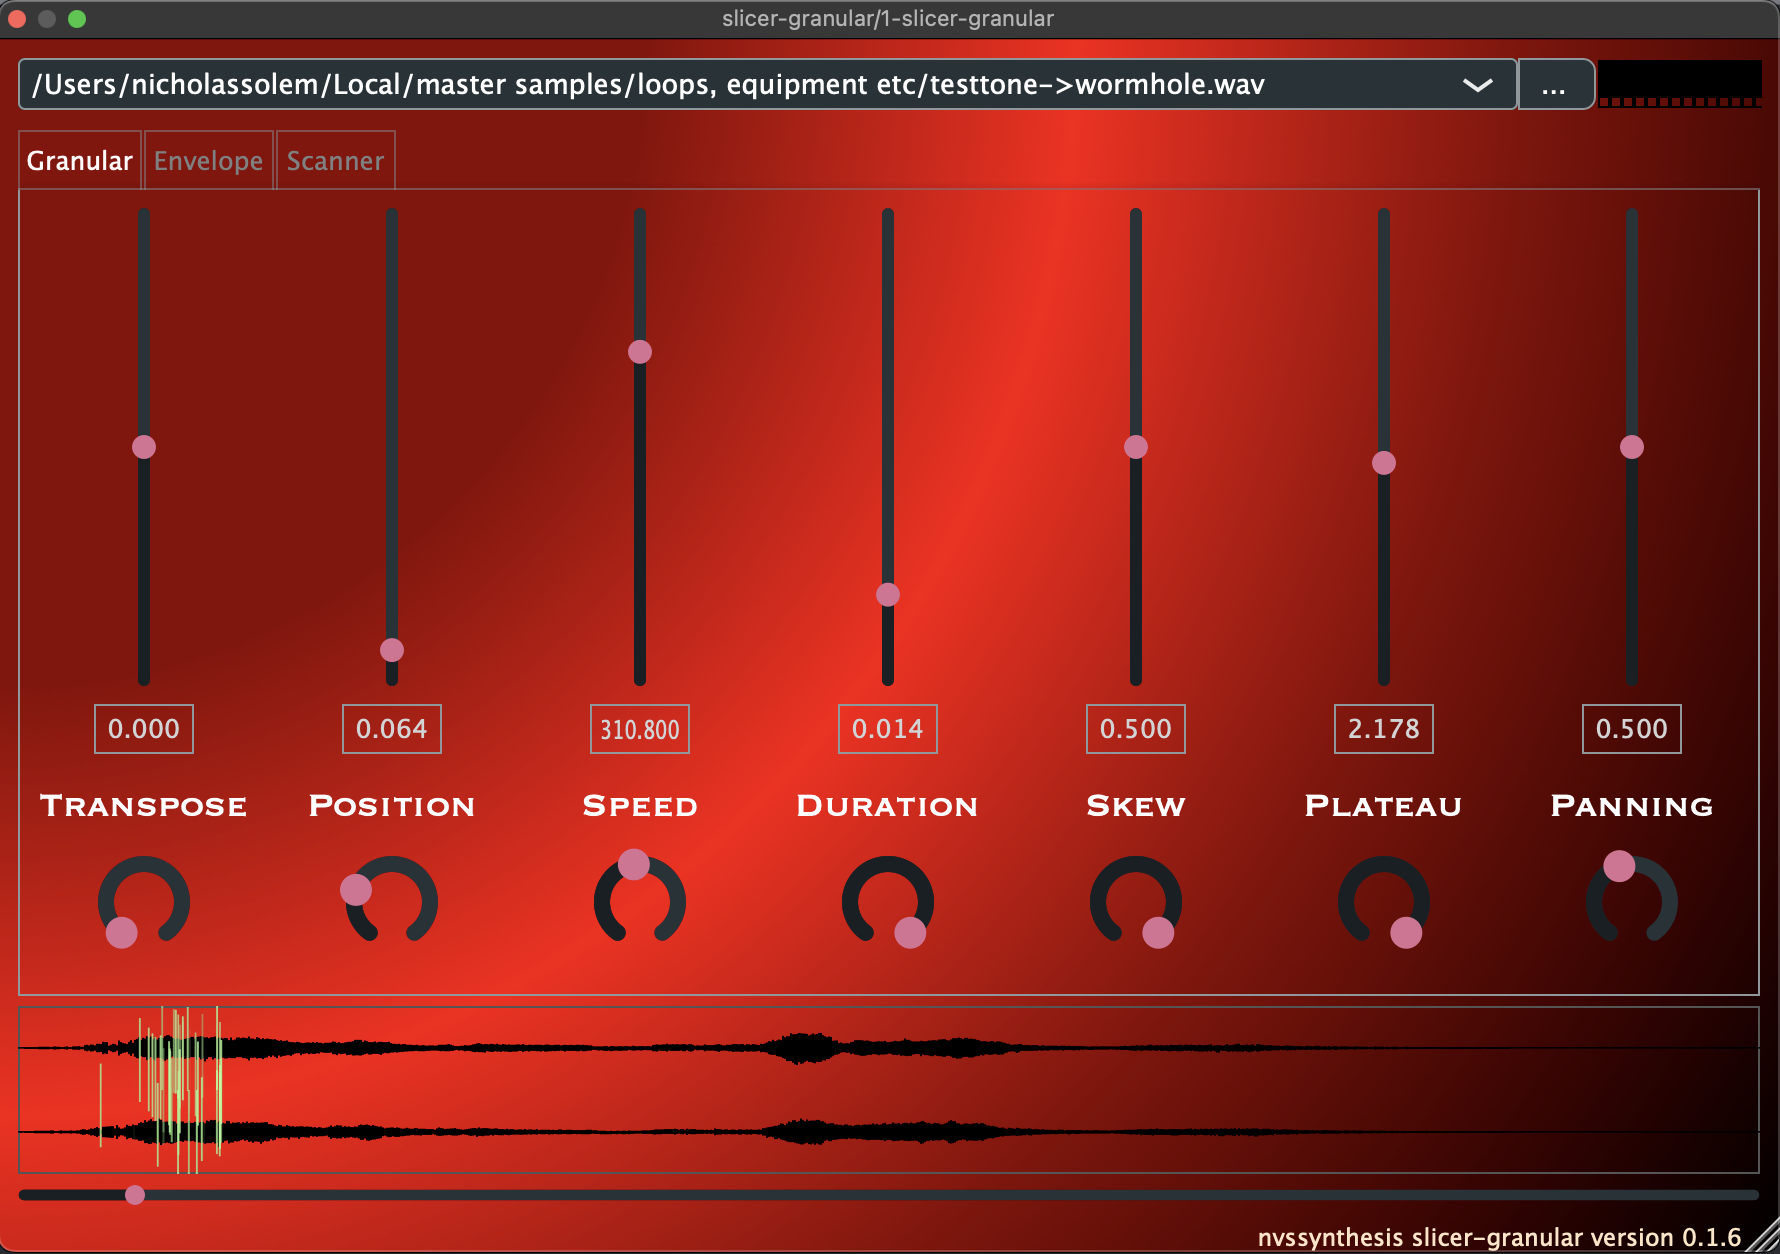 slicer-granular/1-slicer-granular
/Users/nicholassolem/Local/master samples/loops, equipment etc/testtone->wormhole.wav ...
Granular Envelope Scanner
0.000 0.064 310.800 0.014 0.500 2.178 0.500
Transpose Position Speed Duration Skew Plateau Panning
nvssynthesis slicer-granular version 0.1.6